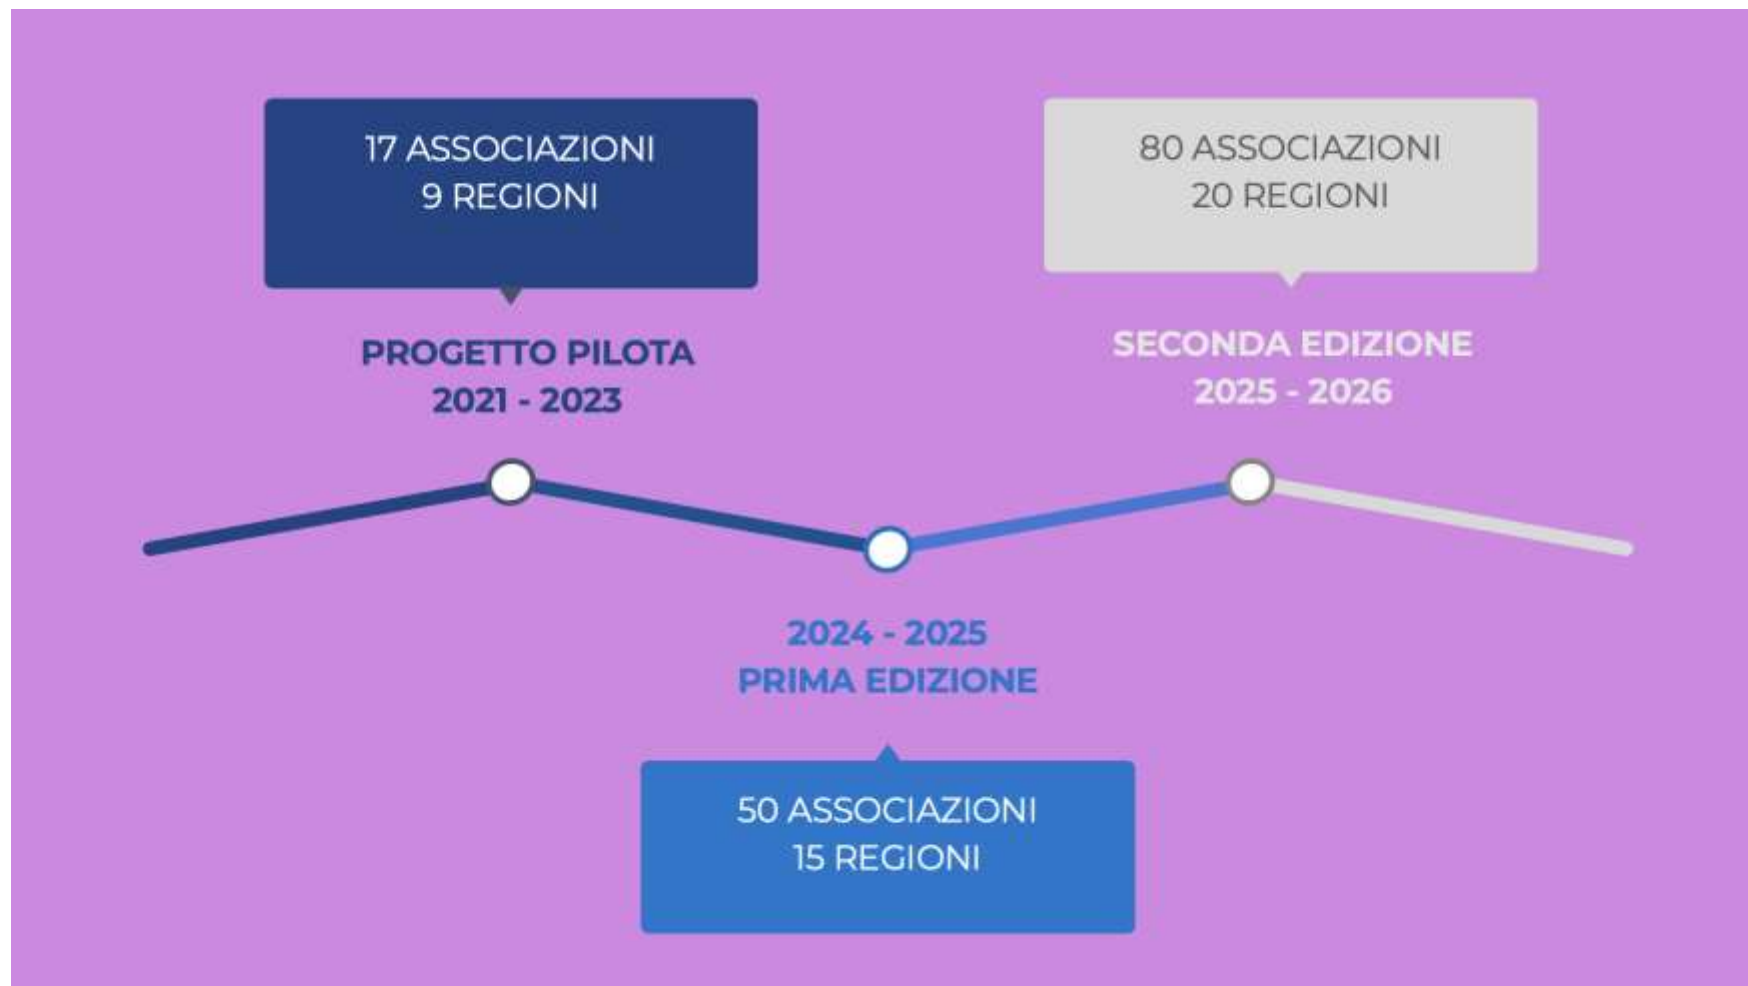 17 ASSOCIAZIONI
9 REGIONI
PROGETTO PILOTA
2021 - 2023
80 ASSOCIAZIONI
20 REGIONI
SECONDA EDIZIONE
2025 - 2026
2024 - 2025
PRIMA EDIZIONE
50 ASSOCIAZIONI
15 REGIONI